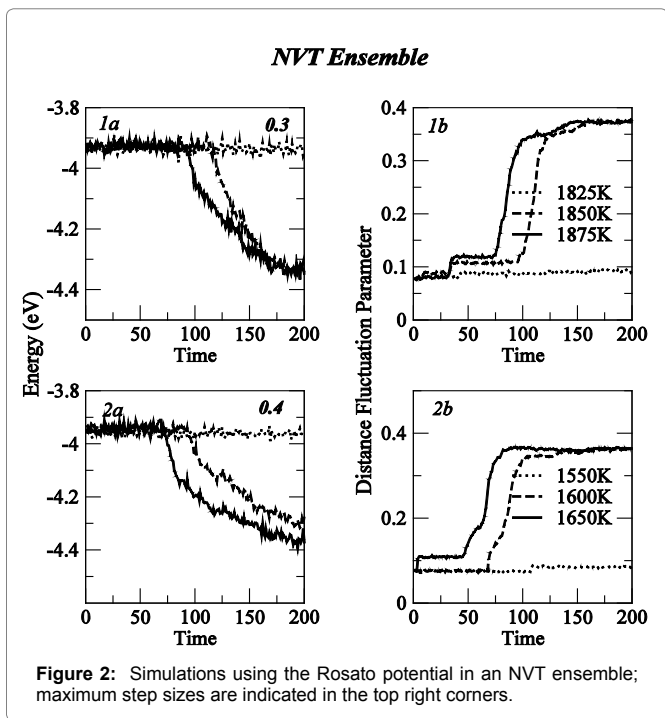 NVT Ensemble
1a
0.3
-3.8
-4
-4.2
-4.4
0 50 100 150 200
Time
1b
0.4
0.3
0.2
0.1
0
1825K
1850K
1875K
0 50 100 150 200
Time
Energy (eV)
Distance Fluctuation Parameter
2a
0.4
-3.8
-4
-4.2
-4.4
0 50 100 150 200
Time
2b
0.4
0.2
0
1550K
1600K
1650K
0 50 100 150 200
Time
Figure 2: Simulations using the Rosato potential in an NVT ensemble;
maximum step sizes are indicated in the top right corners.